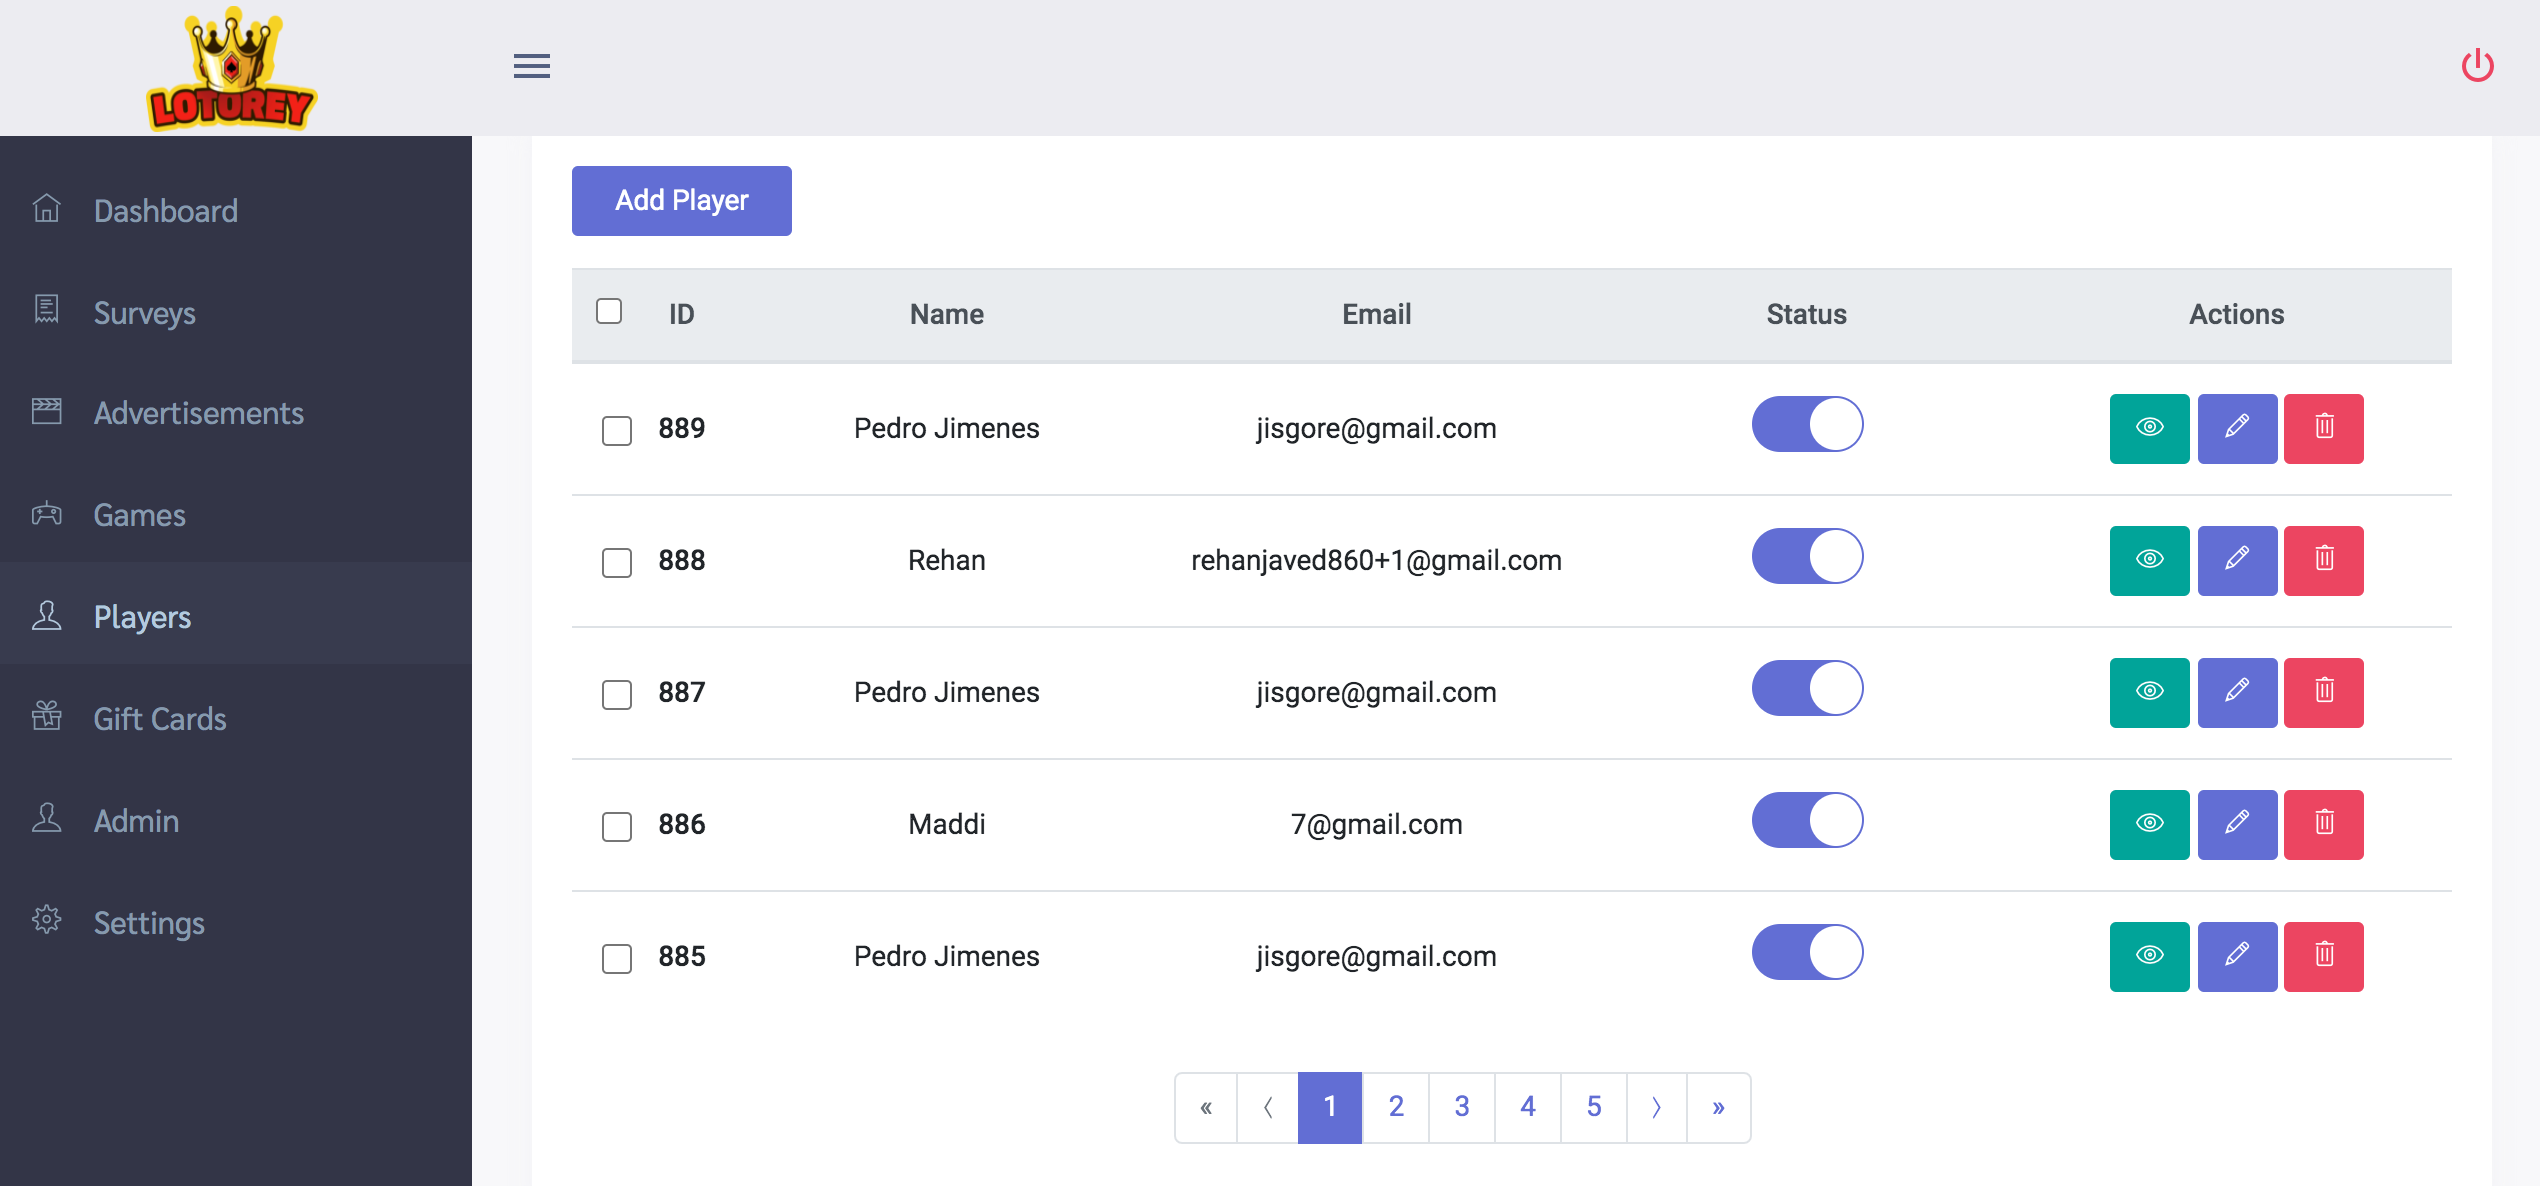 LOTOREY
Dashboard
Surveys
Advertisements
Games
Players
Gift Cards
Admin
Settings
Add Player
ID Name Email Status Actions
889 Pedro Jimenes jisgore@gmail.com
888 Rehan rehanjaved860+1@gmail.com
887 Pedro Jimenes jisgore@gmail.com
886 Maddi 7@gmail.com
885 Pedro Jimenes jisgore@gmail.com
« ‹ 1 2 3 4 5 › »